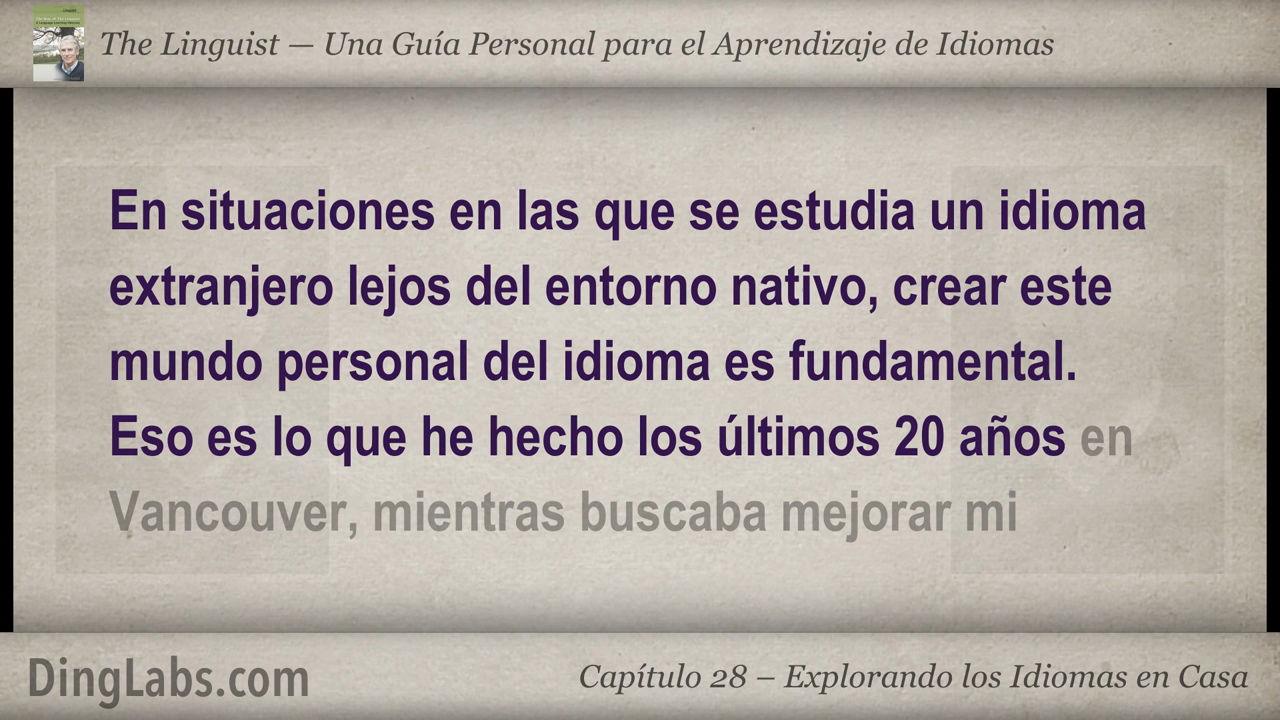 The Linguist — Una Guía Personal para el Aprendizaje de Idiomas
En situaciones en las que se estudia un idioma
extranjero lejos del entorno nativo, crear este
mundo personal del idioma es fundamental.
Eso es lo que he hecho los últimos 20 años en
Vancouver, mientras buscaba mejorar mi
DingLabs.com
Capítulo 28 – Explorando los Idiomas en Casa